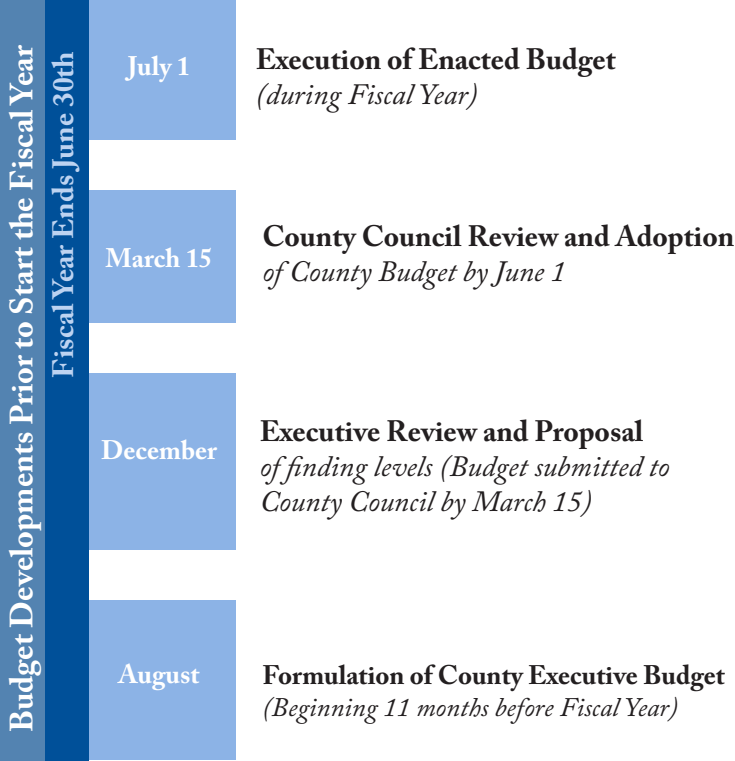 Budget Developments Prior to Start the Fiscal Year
Fiscal Year Ends June 30th
July 1
Execution of Enacted Budget
(during Fiscal Year)
March 15
County Council Review and Adoption
of County Budget by June 1
December
Executive Review and Proposal
of finding levels (Budget submitted to
County Council by March 15)
August
Formulation of County Executive Budget
(Beginning 11 months before Fiscal Year)